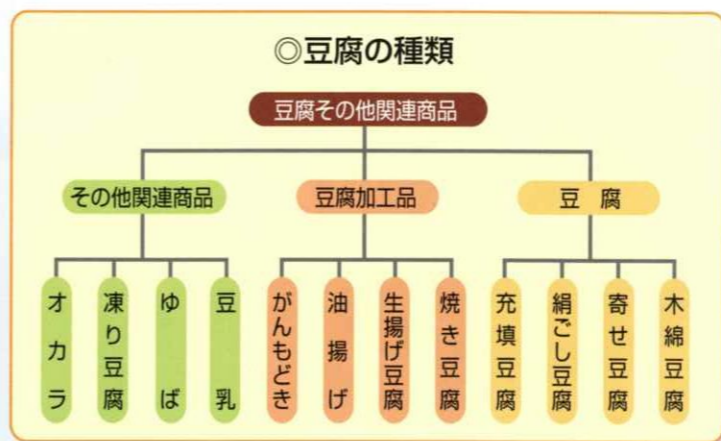 ◎豆腐の種類
豆腐その他関連商品
その他関連商品
豆腐加工品
豆腐
オカラ
凍り豆腐
ゆば
豆乳
がんもどき
油揚げ
生揚げ豆腐
焼き豆腐
充填豆腐
絹ごし豆腐
寄せ豆腐
木綿豆腐